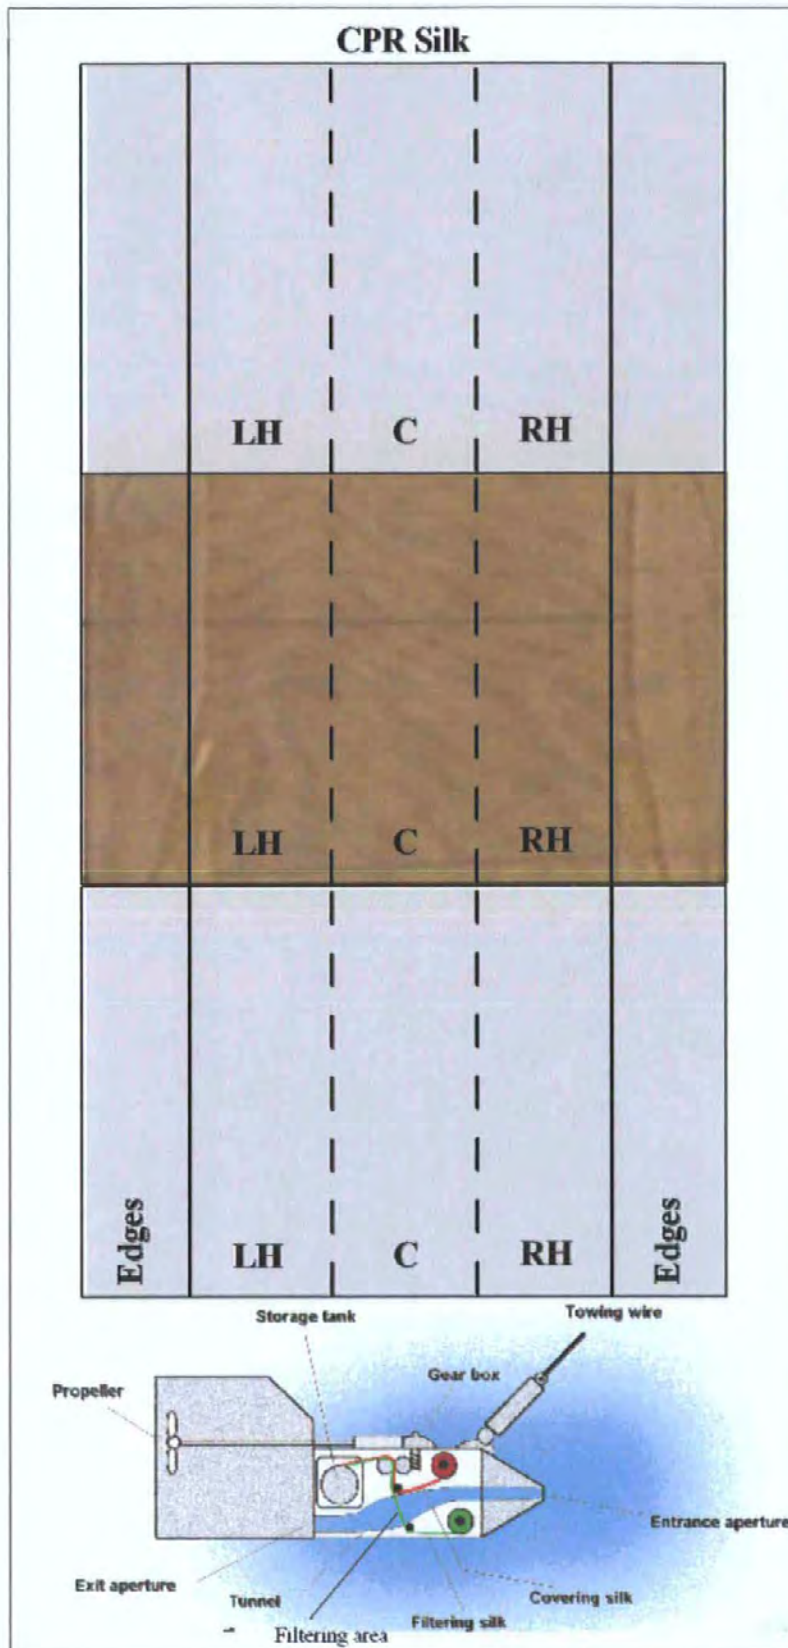 CPR Silk
LH C RH
LH C RH
Edges LH C RH Edges
Storage tank
Towing wire
Gear box
Propeller
Entrance aperture
Exit aperture
Tunnel
Covering silk
Filtering silk
Filtering area